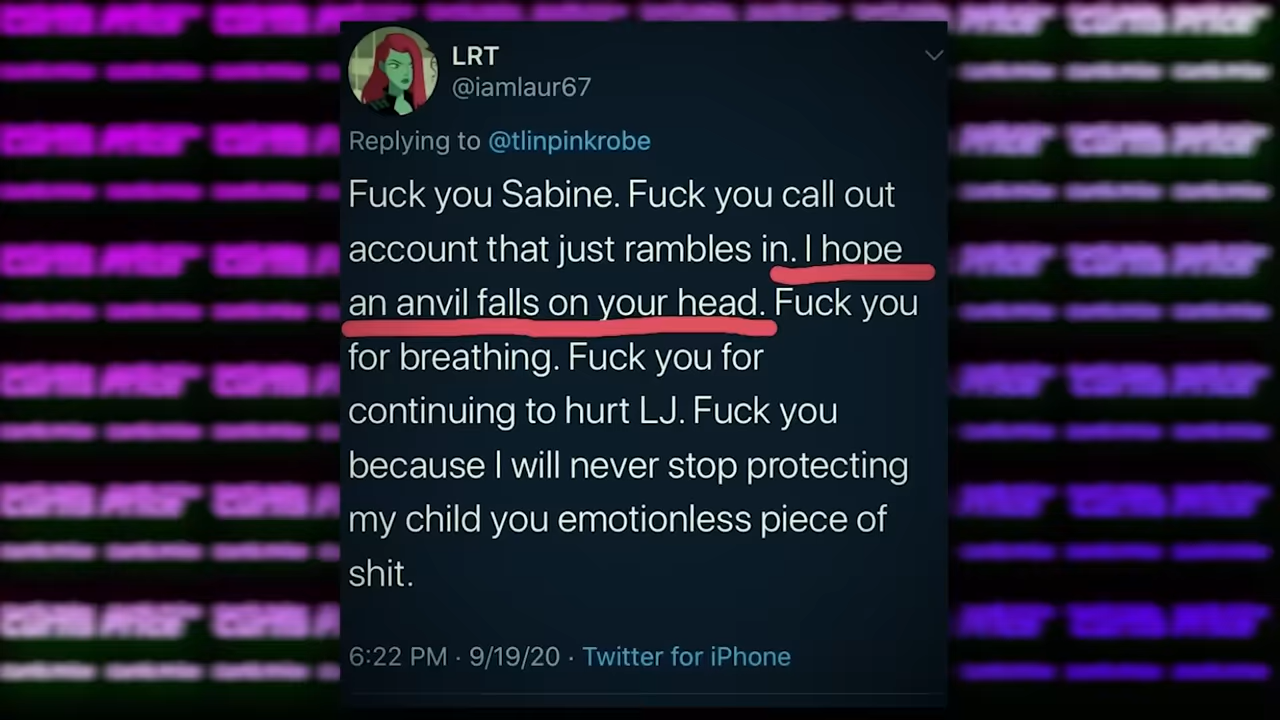 LRT
@iamlaur67
Replying to @tlinpinkrobe
Fuck you Sabine. Fuck you call out
account that just rambles in. I hope
an anvil falls on your head. Fuck you
for breathing. Fuck you for
continuing to hurt LJ. Fuck you
because I will never stop protecting
my child you emotionless piece of
shit.
6:22 PM · 9/19/20 · Twitter for iPhone